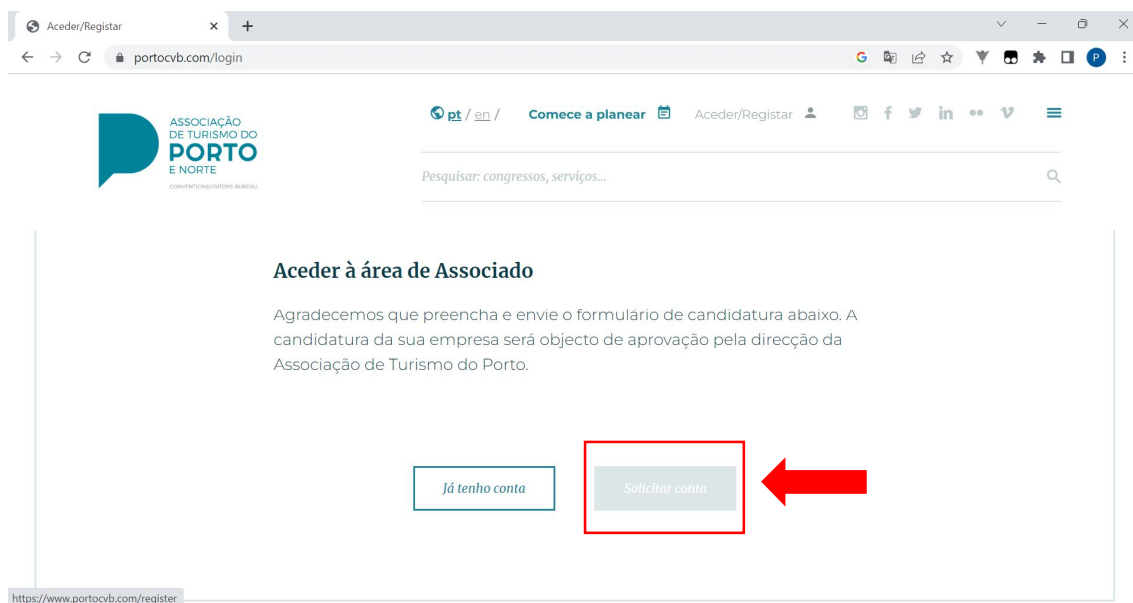 Aceder/Registar
portocvb.com/login
ASSOCIAÇÃO
DE TURISMO DO
PORTO
E NORTE
CONVENTION&VISITORS BUREAU
pt / en / Comece a planear Aceder/Registar
Pesquisar: congressos, serviços...
Aceder à área de Associado
Agradecemos que preencha e envie o formulário de candidatura abaixo. A
candidatura da sua empresa será objecto de aprovação pela direcção da
Associação de Turismo do Porto.
Já tenho conta
Solicitar conta
https://www.portocvb.com/register